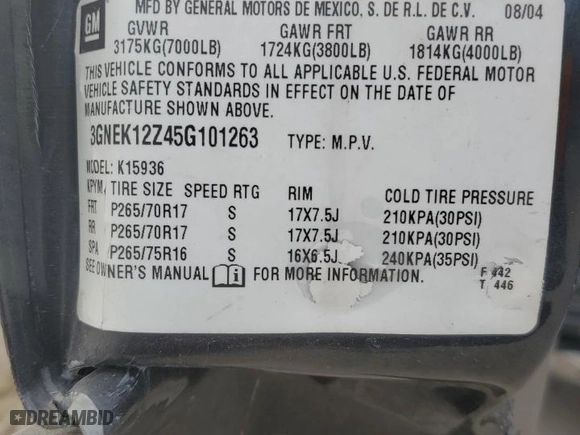 GM
MFD BY GENERAL MOTORS DE MEXICO, S. DE R.L. DE C.V. 08/04
GVWR GAWR FRT GAWR RR
3175KG(7000LB) 1724KG(3800LB) 1814KG(4000LB)
THIS VEHICLE CONFORMS TO ALL APPLICABLE U.S. FEDERAL MOTOR
VEHICLE SAFETY STANDARDS IN EFFECT ON THE DATE OF
MANUFACTURE SHOWN ABOVE.
3GNEK12Z45G101263 TYPE: M.P.V.
MODEL: K15936
TIRE SIZE SPEED RTG RIM COLD TIRE PRESSURE
FRT P265/70R17 S 17X7.5J 210KPA(30PSI)
RR P265/70R17 S 17X7.5J 210KPA(30PSI)
SPA P265/75R16 S 16X6.5J 240KPA(35PSI)
SEE OWNER'S MANUAL FOR MORE INFORMATION.
F 442
T 446
DREAMBID